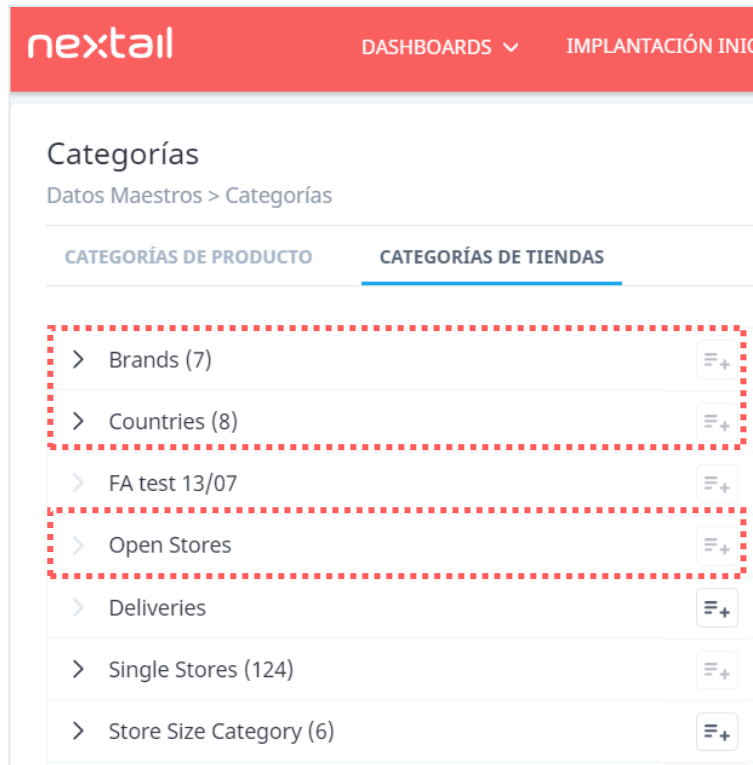 nextail
DASHBOARDS IMPLANTACIÓN INIC
Categorías
Datos Maestros > Categorías
CATEGORÍAS DE PRODUCTO CATEGORÍAS DE TIENDAS
Brands (7)
Countries (8)
FA test 13/07
Open Stores
Deliveries
Single Stores (124)
Store Size Category (6)